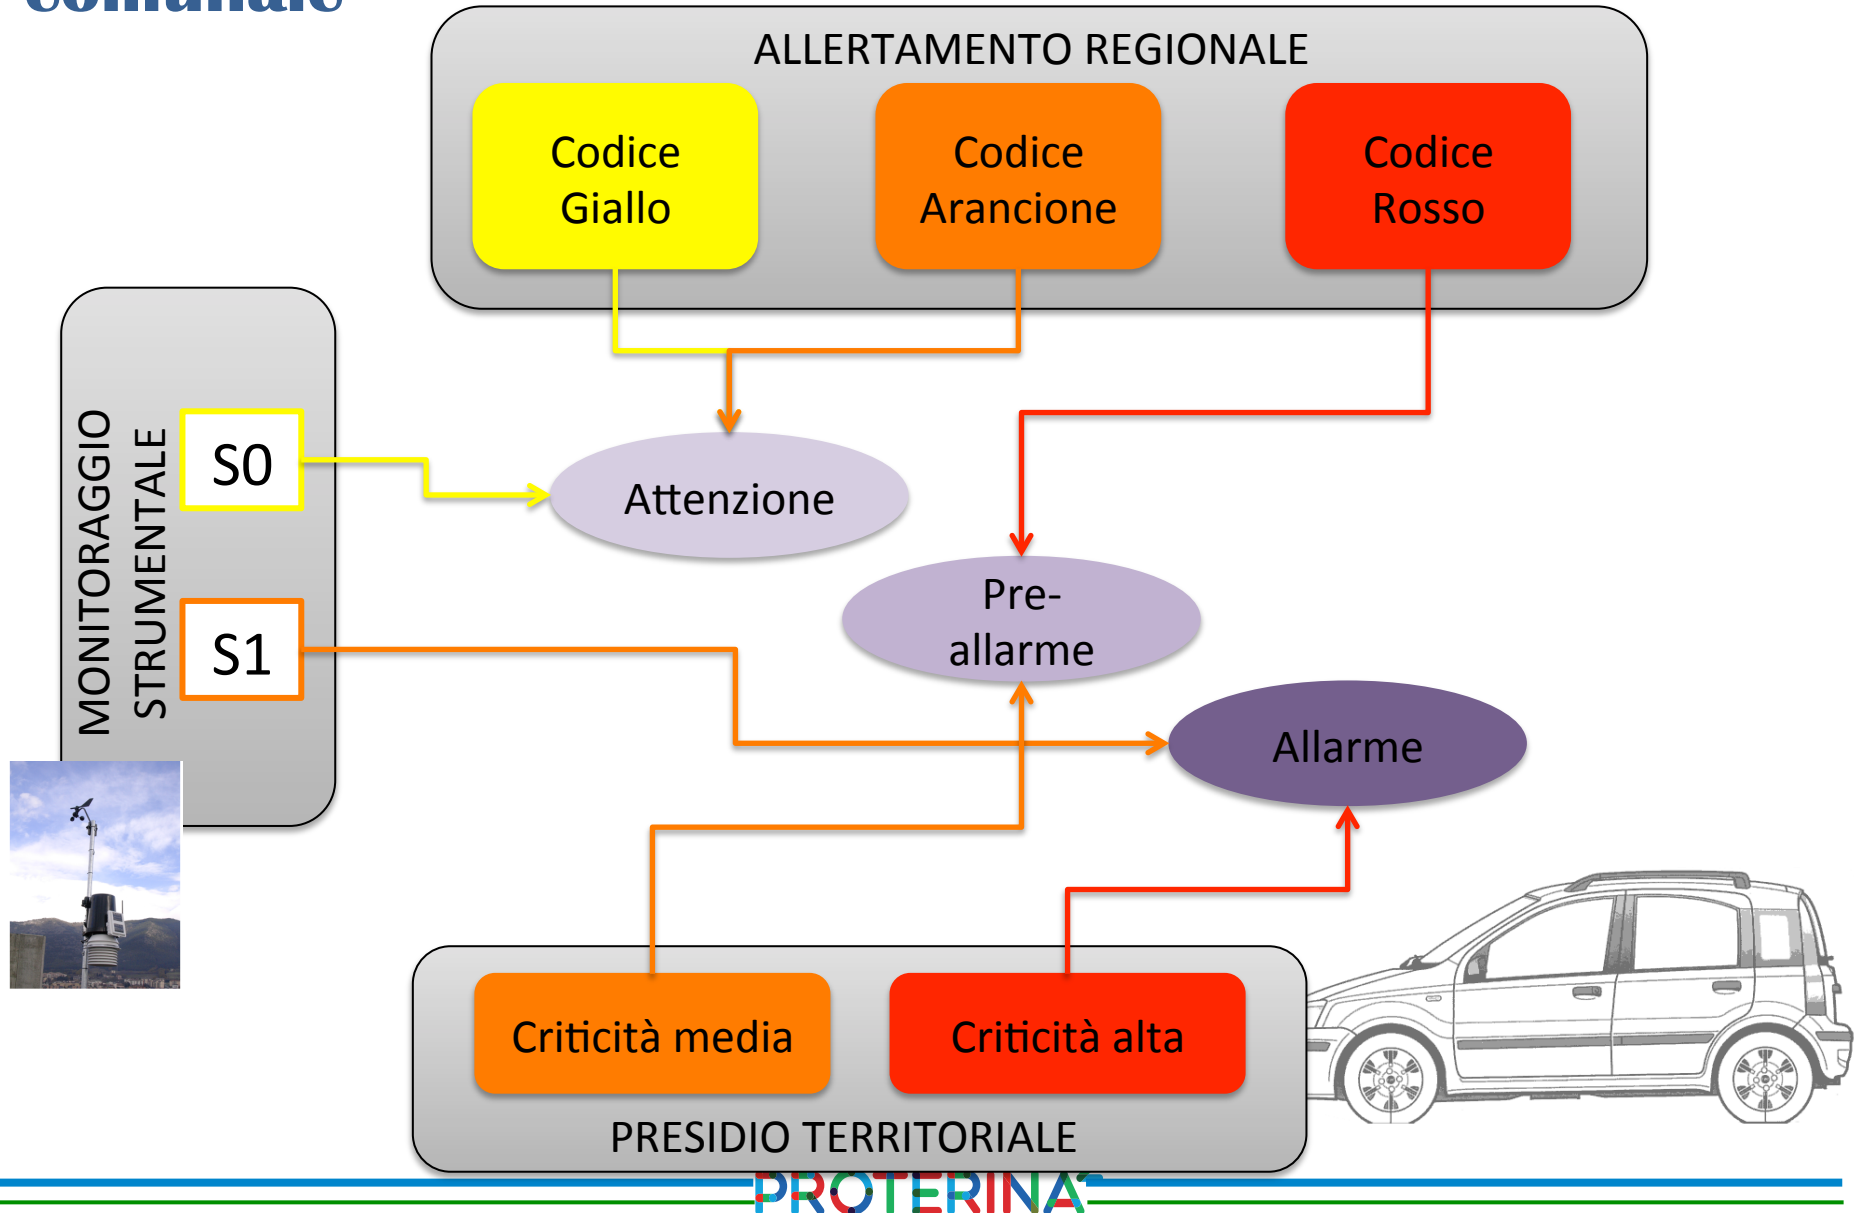 comunale
ALLERTAMENTO REGIONALE
Codice
Giallo
Codice
Arancione
Codice
Rosso
MONITORAGGIO
STRUMENTALE
S0
S1
Attenzione
Pre-
allarme
Allarme
Criticità media
Criticità alta
PRESIDIO TERRITORIALE
PROTERINA